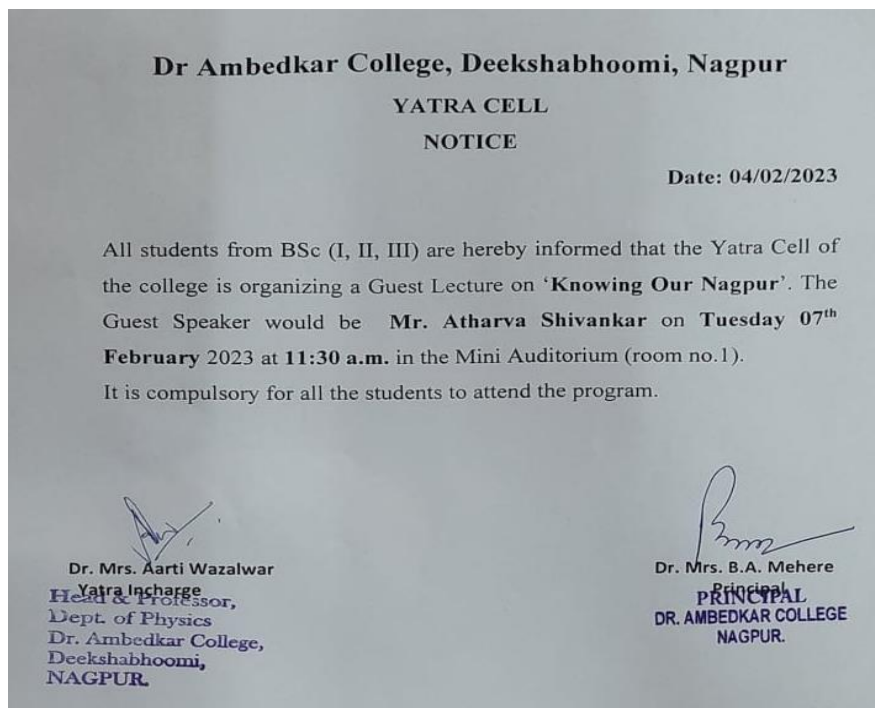 Dr Ambedkar College, Deekshabhoomi, Nagpur
YATRA CELL
NOTICE
Date: 04/02/2023
All students from BSc (I, II, III) are hereby informed that the Yatra Cell of
the college is organizing a Guest Lecture on ‘Knowing Our Nagpur’. The
Guest Speaker would be Mr. Atharva Shivankar on Tuesday 07th
February 2023 at 11:30 a.m. in the Mini Auditorium (room no.1).
It is compulsory for all the students to attend the program.
Dr. Mrs. Aarti Wazalwar
Yatra Incharge
Head & Professor,
Dept. of Physics
Dr. Ambedkar College,
Deekshabhoomi,
NAGPUR.
Dr. Mrs. B.A. Mehere
Principal
PRINCIPAL
DR. AMBEDKAR COLLEGE
NAGPUR.